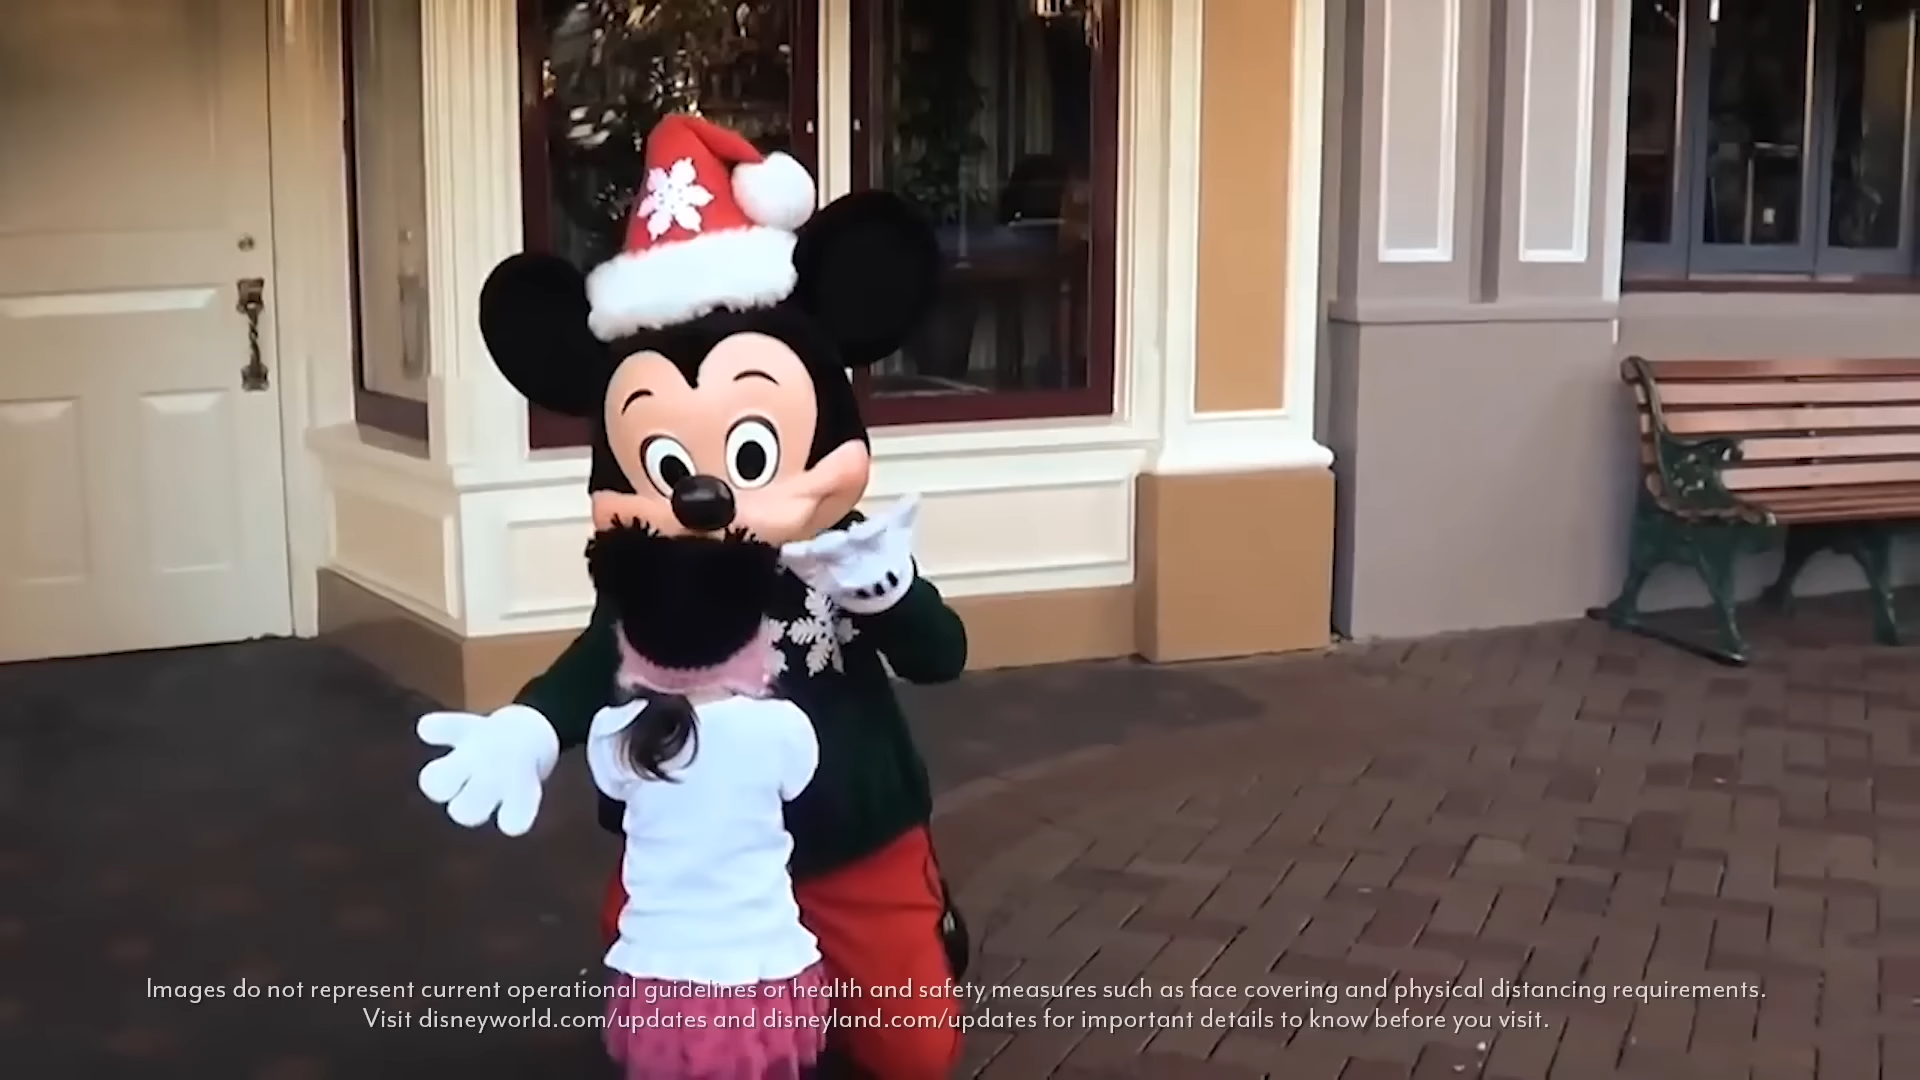 Images do not represent current operational guidelines or health and safety measures such as face covering and physical distancing requirements.
Visit disneyworld.com/updates and disneyland.com/updates for important details to know before you visit.